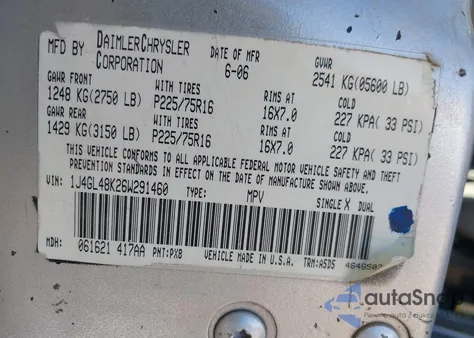 MFD BY DAIMLERCHRYSLER CORPORATION DATE OF MFR 6-06 GVWR 2541 KG(05600 LB)
GAWR FRONT WITH TIRES RIMS AT COLD
1248 KG(2750 LB) P225/75R16 16X7.0 227 KPA( 33 PSI)
GAWR REAR WITH TIRES RIMS AT COLD
1429 KG(3150 LB) P225/75R16 16X7.0 227 KPA( 33 PSI)
THIS VEHICLE CONFORMS TO ALL APPLICABLE FEDERAL MOTOR VEHICLE SAFETY AND THEFT
PREVENTION STANDARDS IN EFFECT ON THE DATE OF MANUFACTURE SHOWN ABOVE.
VIN: 1J4GL48K26W291460 TYPE: MPV SINGLE X DUAL
MDH: 061621 417AA PNT:PX8 VEHICLE MADE IN U.S.A. TRM:A5D5
autaSnap